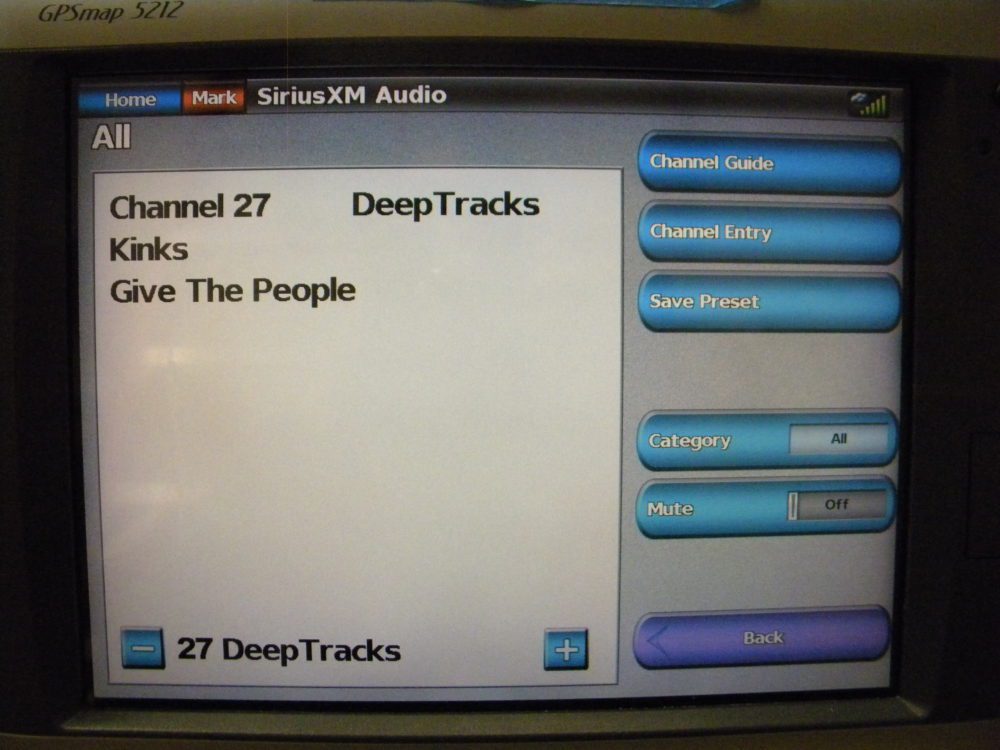 GPSmap 5212
Home Mark SiriusXM Audio
All
Channel 27 DeepTracks
Kinks
Give The People
Channel Guide
Channel Entry
Save Preset
Category All
Mute Off
− 27 DeepTracks +
Back